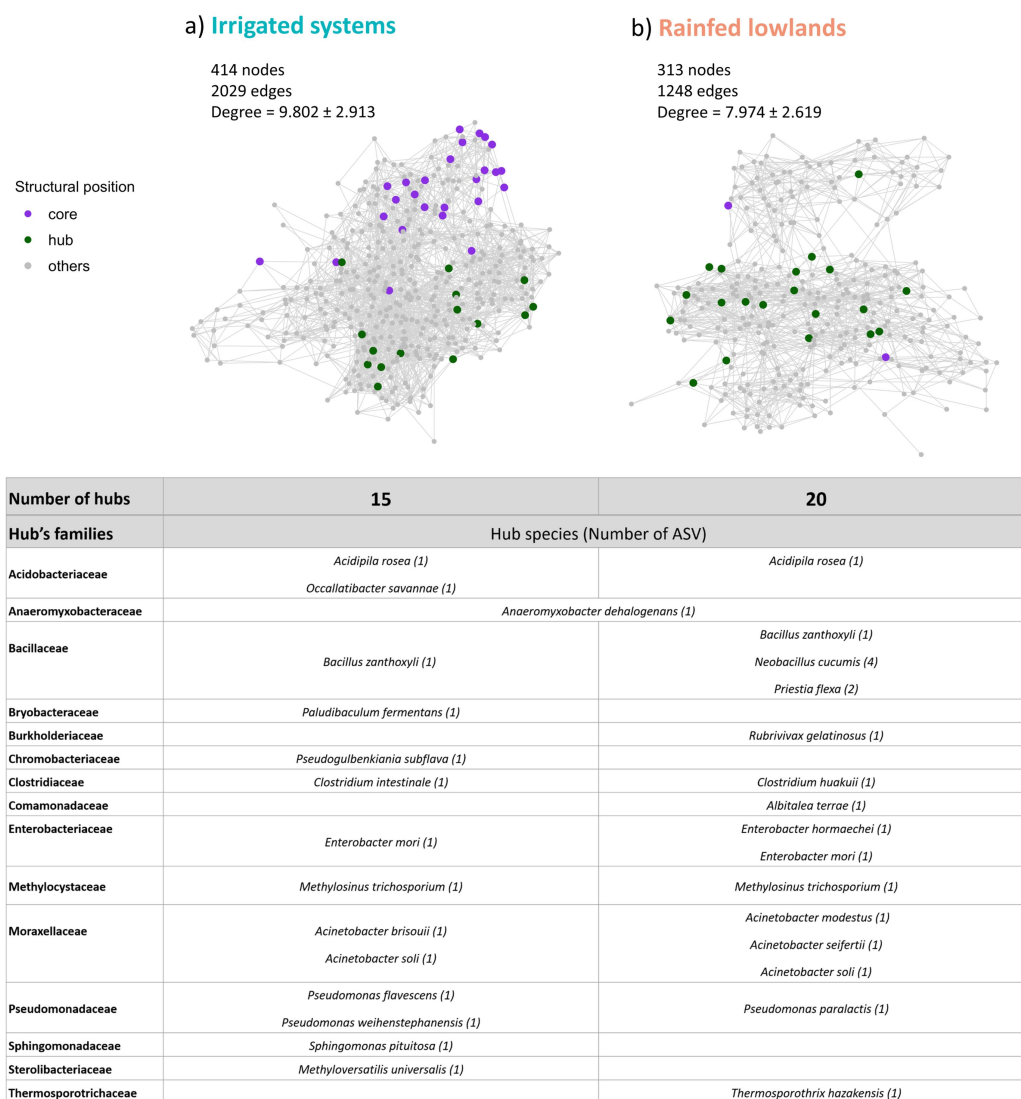 a) Irrigated systems
b) Rainfed lowlands
414 nodes
2029 edges
Degree = 9.802 ± 2.913
313 nodes
1248 edges
Degree = 7.974 ± 2.619
Structural position
core
hub
others
Number of hubs 15 20
Hub's families Hub species (Number of ASV)
Acidobacteriaceae
Acidipila rosea (1)
Occallatibacter savannae (1)
Acidipila rosea (1)
Anaeromyxobacteraceae Anaeromyxobacter dehalogenans (1)
Bacillaceae
Bacillus zanthoxyli (1)
Bacillus zanthoxyli (1)
Neobacillus cucumis (4)
Priestia flexa (2)
Bryobacteraceae Paludibaculum fermentans (1)
Burkholderiaceae Rubrivivax gelatinosus (1)
Chromobacteriaceae Pseudogulbenkiania subflava (1)
Clostridiaceae Clostridium intestinale (1) Clostridium huakuii (1)
Comamonadaceae Albitalea terrae (1)
Enterobacteriaceae
Enterobacter mori (1)
Enterobacter hormaechei (1)
Enterobacter mori (1)
Methylocystaceae Methylosinus trichosporium (1) Methylosinus trichosporium (1)
Moraxellaceae
Acinetobacter brisouii (1)
Acinetobacter soli (1)
Acinetobacter modestus (1)
Acinetobacter seifertii (1)
Acinetobacter soli (1)
Pseudomonadaceae
Pseudomonas flavescens (1)
Pseudomonas weihenstephanensis (1)
Pseudomonas paralactis (1)
Sphingomonadaceae Sphingomonas pituitosa (1)
Sterolibacteriaceae Methyloversatilis universalis (1)
Thermosporotrichaceae Thermosporothrix hazakensis (1)